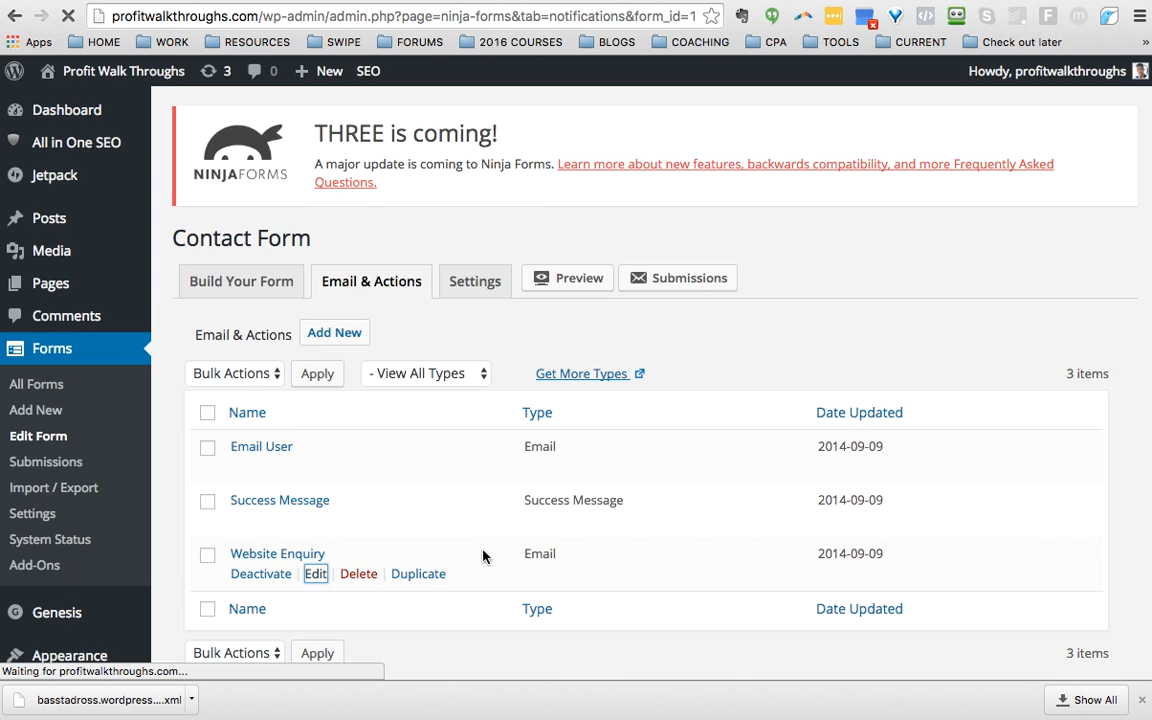 profitwalkthroughs.com/wp-admin/admin.php?page=ninja-forms&tab=notifications&form_id=1
Apps HOME WORK RESOURCES SWIPE FORUMS 2016 COURSES BLOGS COACHING CPA TOOLS CURRENT Check out later »
Profit Walk Throughs 3 0 New SEO Howdy, profitwalkthroughs
Dashboard
All in One SEO
Jetpack
Posts
Media
Pages
Comments
Forms
All Forms
Add New
Edit Form
Submissions
Import / Export
Settings
System Status
Add-Ons
Genesis
Appearance
NINJAFORMS
THREE is coming!
A major update is coming to Ninja Forms. Learn more about new features, backwards compatibility, and more Frequently Asked
Questions.
Contact Form
Build Your Form Email & Actions Settings Preview Submissions
Email & Actions Add New
Bulk Actions Apply - View All Types Get More Types 3 items
Name Type Date Updated
Email User Email 2014-09-09
Success Message Success Message 2014-09-09
Website Enquiry Email 2014-09-09
Deactivate | Edit | Delete | Duplicate
Name Type Date Updated
Bulk Actions Apply 3 items
Waiting for profitwalkthroughs.com...
basstadross.wordpress....xml Show All